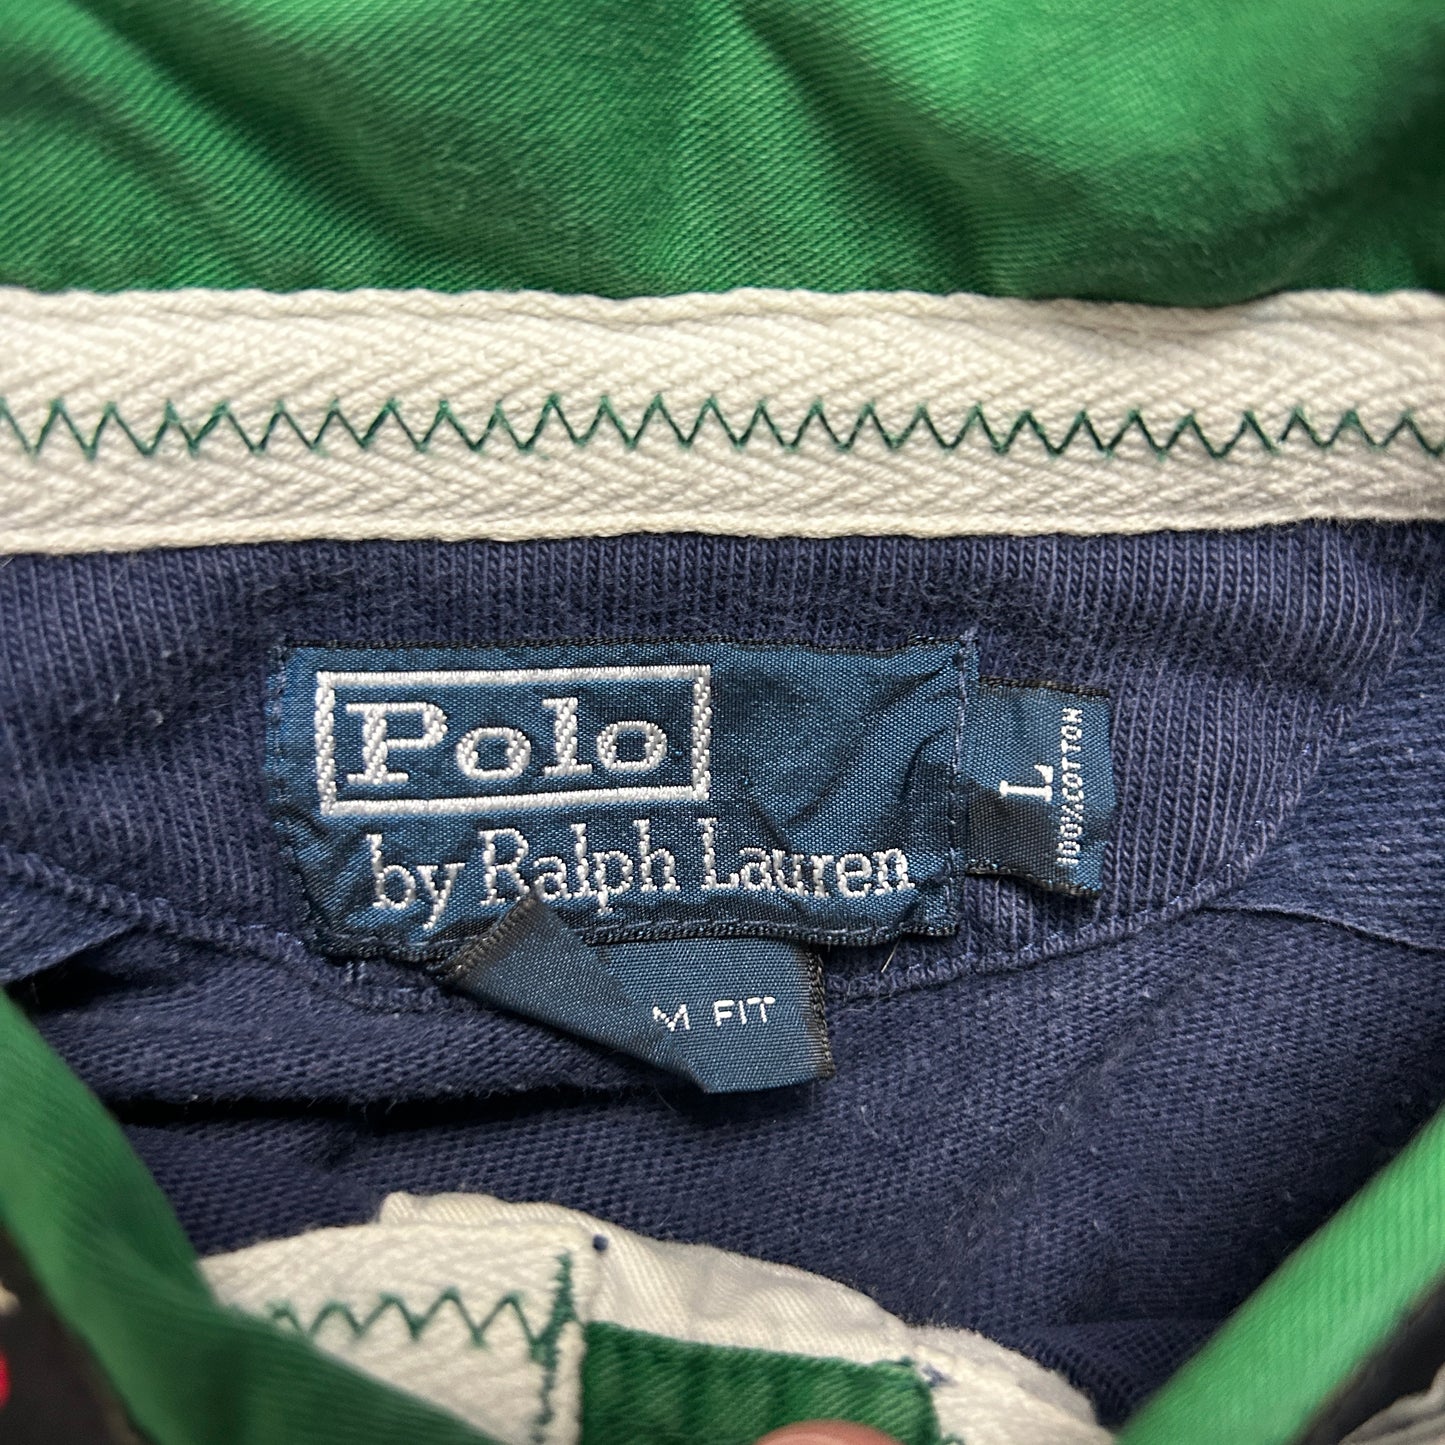 Polo
by Ralph Lauren
L
100% COTTON
M FIT